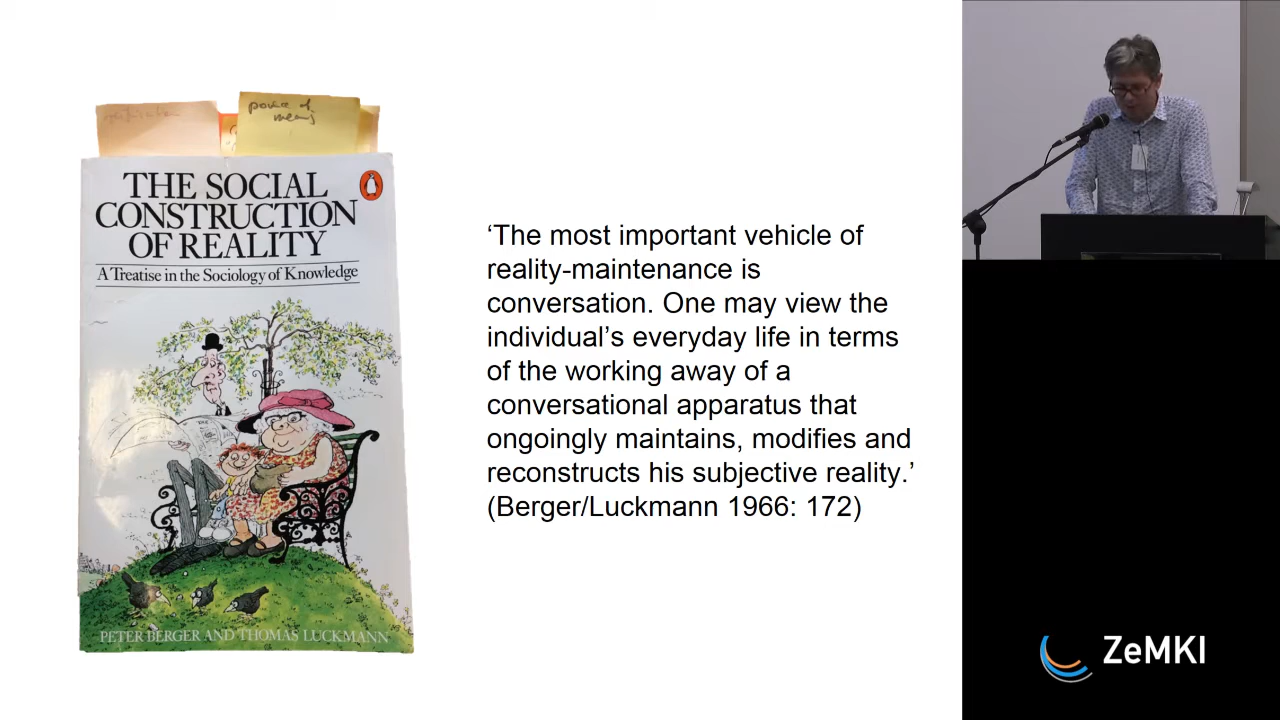 of
THE SOCIAL
CONSTRUCTION
OF REALITY
A Treatise in the Sociology of Knowledge
PETER BERGER AND THOMAS LUCKMANN
‘The most important vehicle of
reality-maintenance is
conversation. One may view the
individual’s everyday life in terms
of the working away of a
conversational apparatus that
ongoingly maintains, modifies and
reconstructs his subjective reality.’
(Berger/Luckmann 1966: 172)
ZeMKI